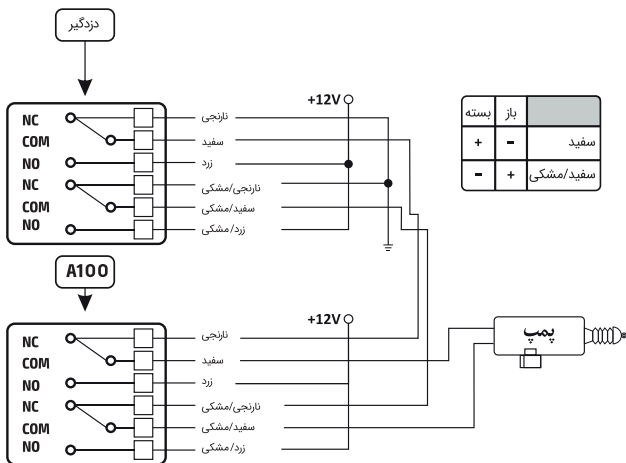 دزدگیر
+12V
NC نارنجی
COM سفید
NO زرد
NC نارنجی/مشکی
COM سفید/مشکی
NO زرد/مشکی
باز بسته
سفید - +
سفید/مشکی + -
A100
+12V
NC نارنجی
COM سفید
NO زرد
NC نارنجی/مشکی
COM سفید/مشکی
NO زرد/مشکی
پمپ